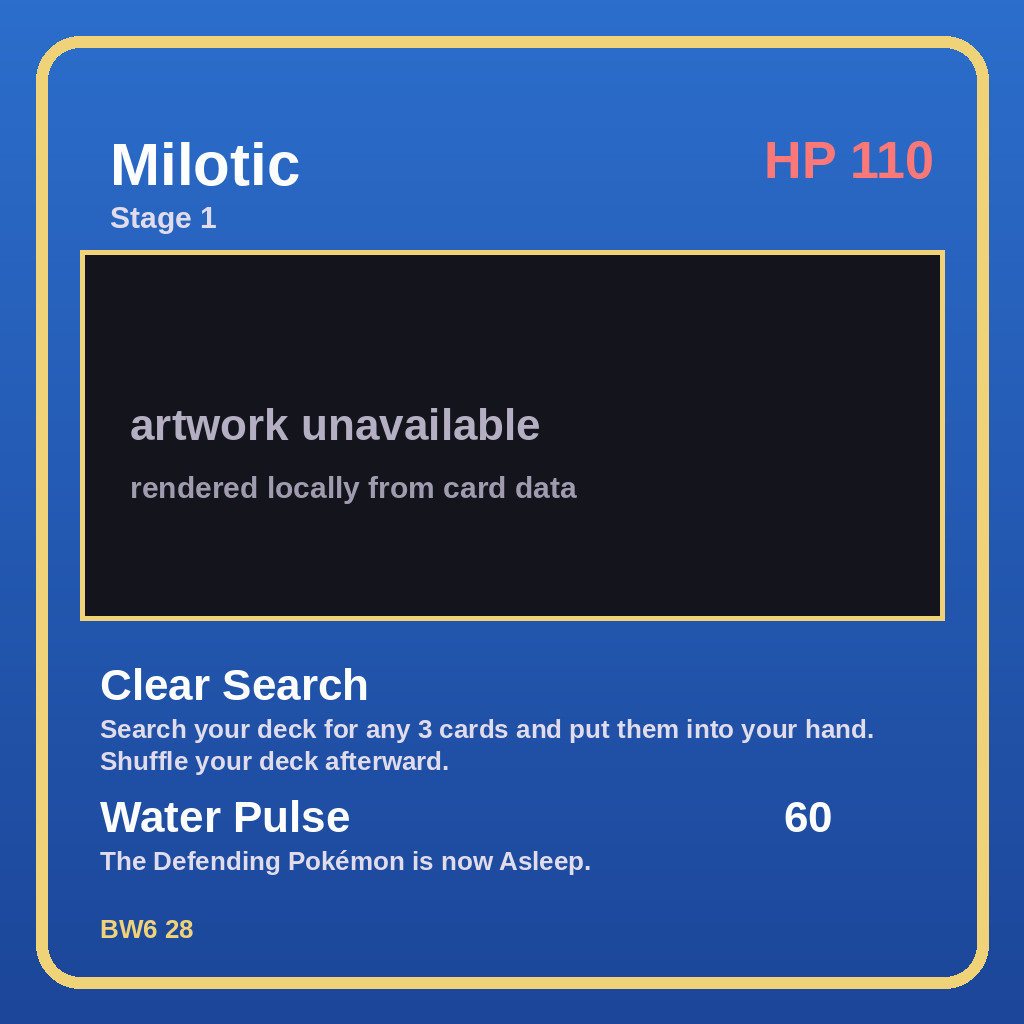 Milotic
HP 110
Stage 1
artwork unavailable
rendered locally from card data
Clear Search
Search your deck for any 3 cards and put them into your hand.
Shuffle your deck afterward.
Water Pulse
60
The Defending Pokémon is now Asleep.
BW6 28